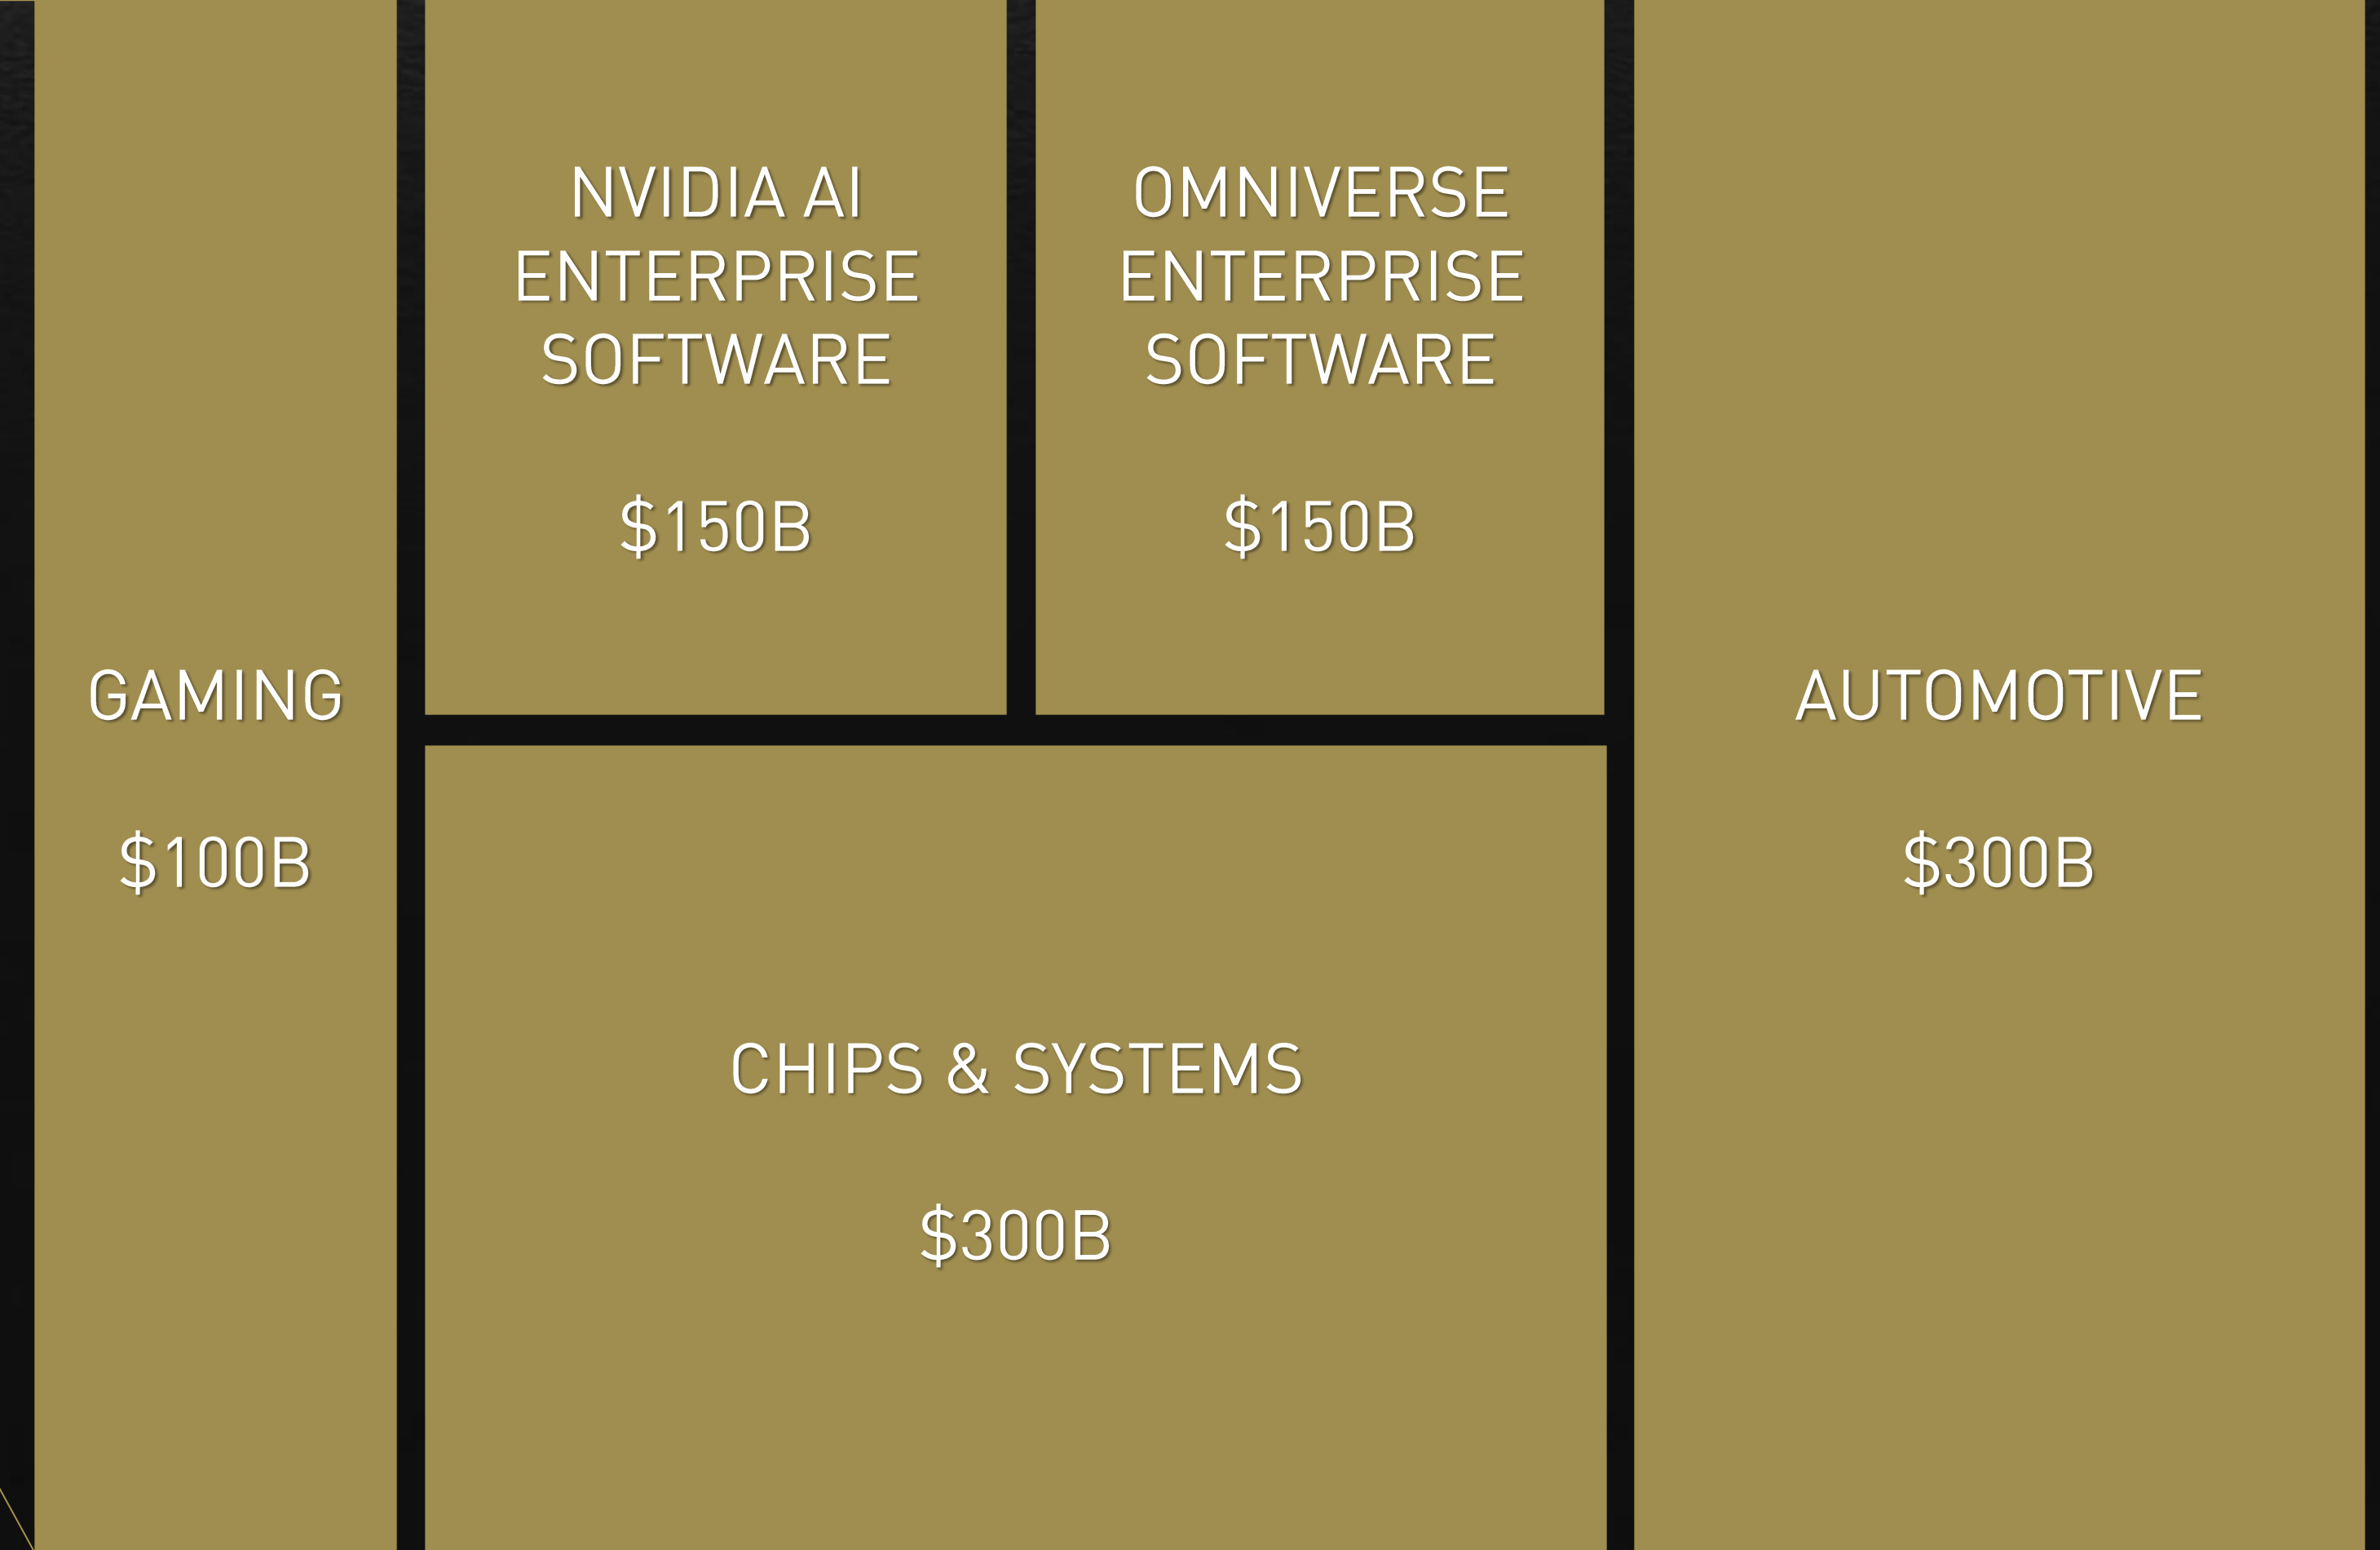 GAMING
$100B
NVIDIA AI
ENTERPRISE
SOFTWARE
$150B
OMNIVERSE
ENTERPRISE
SOFTWARE
$150B
CHIPS & SYSTEMS
$300B
AUTOMOTIVE
$300B